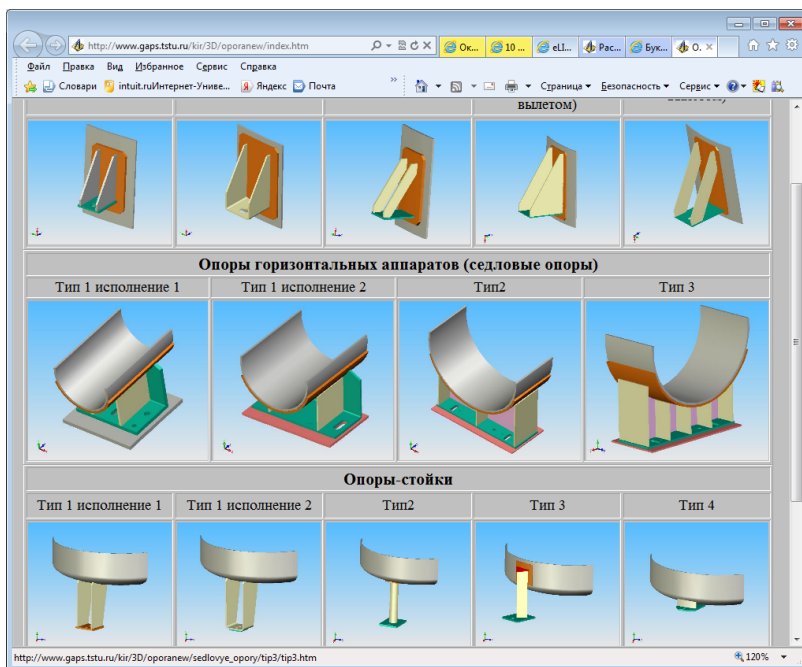 http://www.gaps.tstu.ru/kir/3D/oporanew/index.htm
Ок...
10 ...
eLI...
Рас...
Бук...
О.
Файл Правка Вид Избранное Сервис Справка
Словари intuit.ruИнтернет-Униве... Яндекс Почта » Страница Безопасность Сервис »
вылетом)
Опоры горизонтальных аппаратов (седловые опоры)
Тип 1 исполнение 1 Тип 1 исполнение 2 Тип2 Тип 3
Опоры-стойки
Тип 1 исполнение 1 Тип 1 исполнение 2 Тип2 Тип 3 Тип 4
http://www.gaps.tstu.ru/kir/3D/oporanew/sedlovye_opory/tip3/tip3.htm
120%